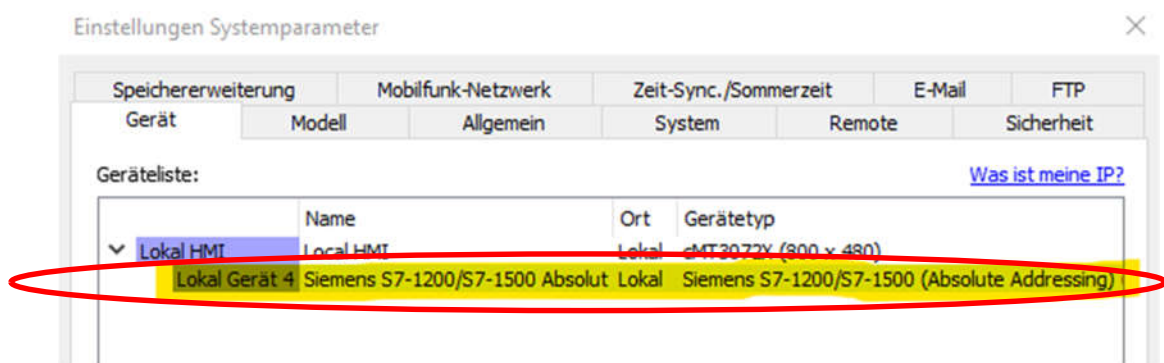 Einstellungen Systemparameter
Speichererweiterung Mobilfunk-Netzwerk Zeit-Sync./Sommerzeit E-Mail FTP
Gerät Modell Allgemein System Remote Sicherheit
Geräteliste: Was ist meine IP?
Name Ort Gerätetyp
Lokal HMI Local HMI Lokal cMT3072X (800 x 480)
Lokal Gerät 4 Siemens S7-1200/S7-1500 Absolut Lokal Siemens S7-1200/S7-1500 (Absolute Addressing)